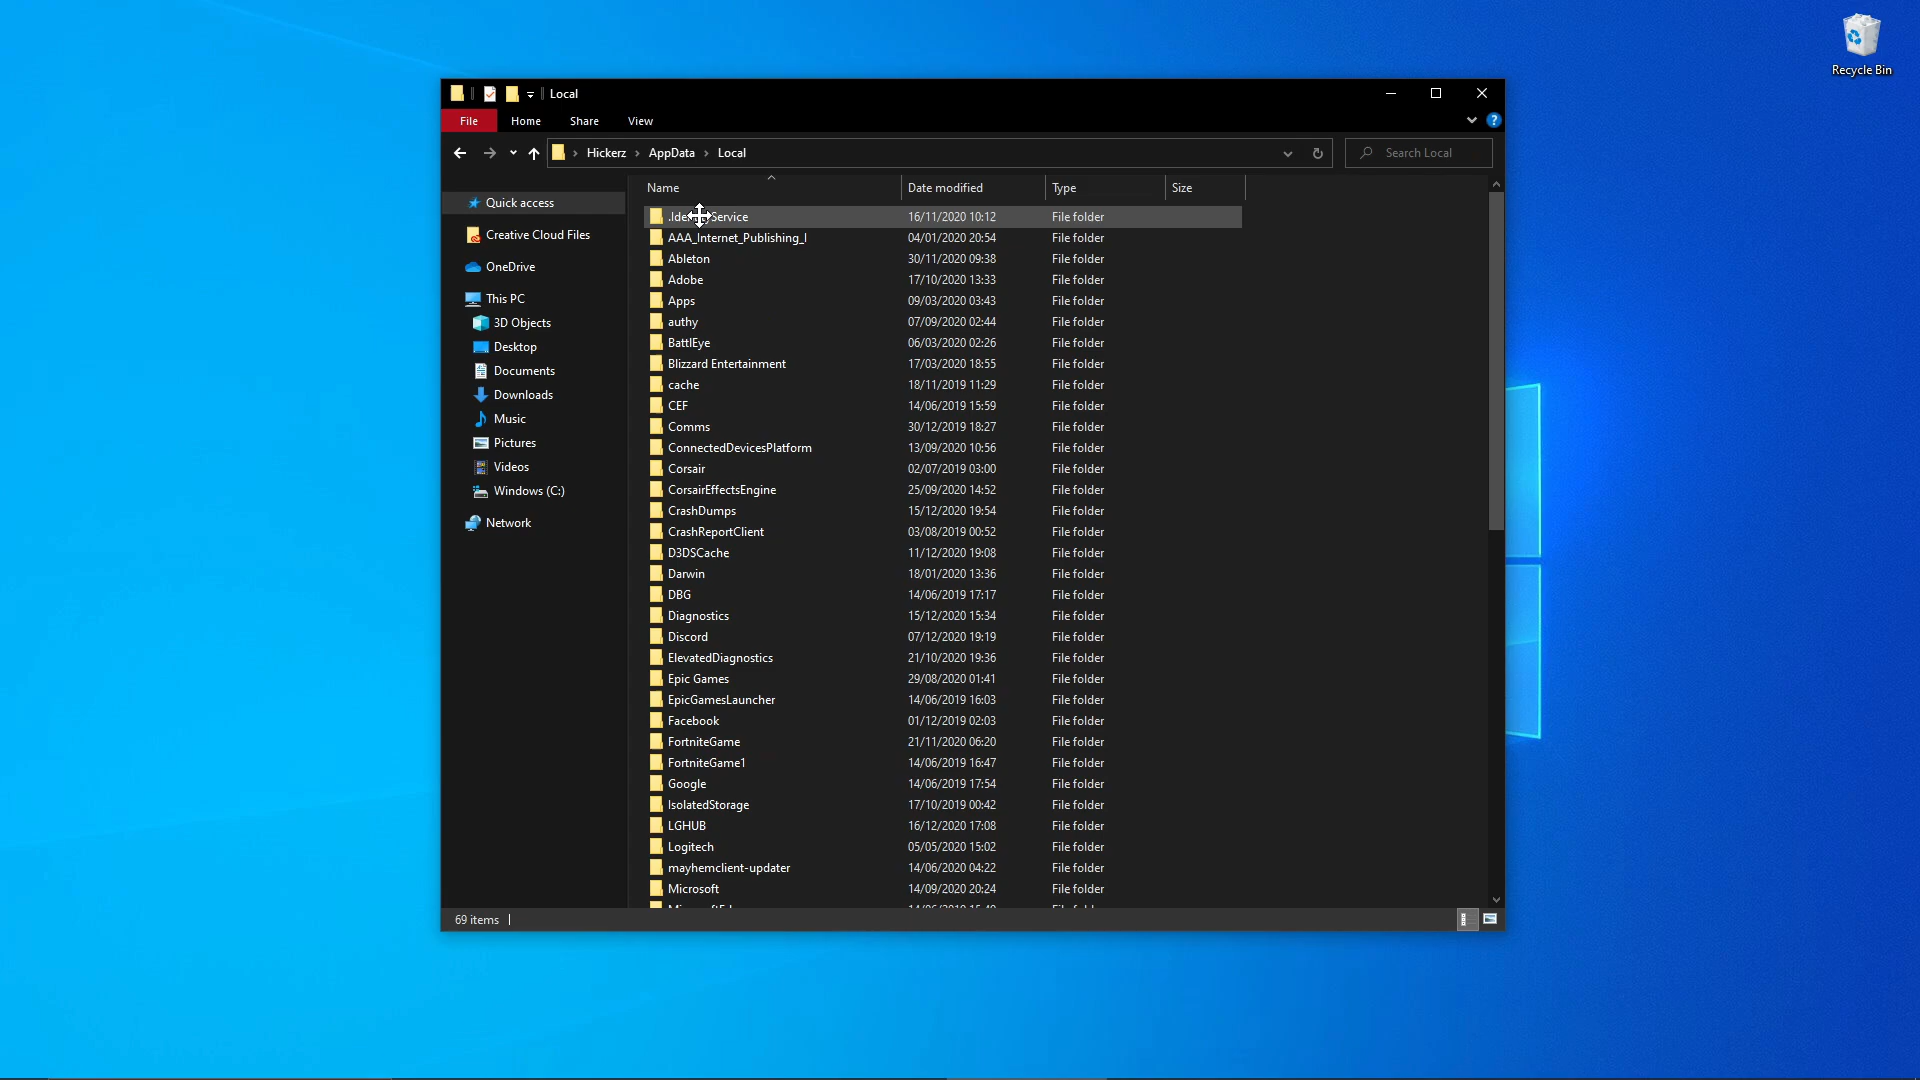 Recycle Bin
Local
File Home Share View
Hickerz AppData Local
Search Local
Name Date modified Type Size
Quick access
Creative Cloud Files
OneDrive
This PC
3D Objects
Desktop
Documents
Downloads
Music
Pictures
Videos
Windows (C:)
Network
Service 16/11/2020 10:12 File folder
AAA_Internet_Publishing_I 04/01/2020 20:54 File folder
Ableton 30/11/2020 09:38 File folder
Adobe 17/10/2020 13:33 File folder
Apps 09/03/2020 03:43 File folder
authy 07/09/2020 02:44 File folder
BattlEye 06/03/2020 02:26 File folder
Blizzard Entertainment 17/03/2020 18:55 File folder
cache 18/11/2019 11:29 File folder
CEF 14/06/2019 15:59 File folder
Comms 30/12/2019 18:27 File folder
ConnectedDevicesPlatform 13/09/2020 10:56 File folder
Corsair 02/07/2019 03:00 File folder
CorsairEffectsEngine 25/09/2020 14:52 File folder
CrashDumps 15/12/2020 19:54 File folder
CrashReportClient 03/08/2019 00:52 File folder
D3DSCache 11/12/2020 19:08 File folder
Darwin 18/01/2020 13:36 File folder
DBG 14/06/2019 17:17 File folder
Diagnostics 15/12/2020 15:34 File folder
Discord 07/12/2020 19:19 File folder
ElevatedDiagnostics 21/10/2020 19:36 File folder
Epic Games 29/08/2020 01:41 File folder
EpicGamesLauncher 14/06/2019 16:03 File folder
Facebook 01/12/2019 02:03 File folder
FortniteGame 21/11/2020 06:20 File folder
FortniteGame1 14/06/2019 16:47 File folder
Google 14/06/2019 17:54 File folder
IsolatedStorage 17/10/2019 00:42 File folder
LGHUB 16/12/2020 17:08 File folder
Logitech 05/05/2020 15:02 File folder
mayhemclient-updater 14/06/2020 04:22 File folder
Microsoft 14/09/2020 20:24 File folder
69 items